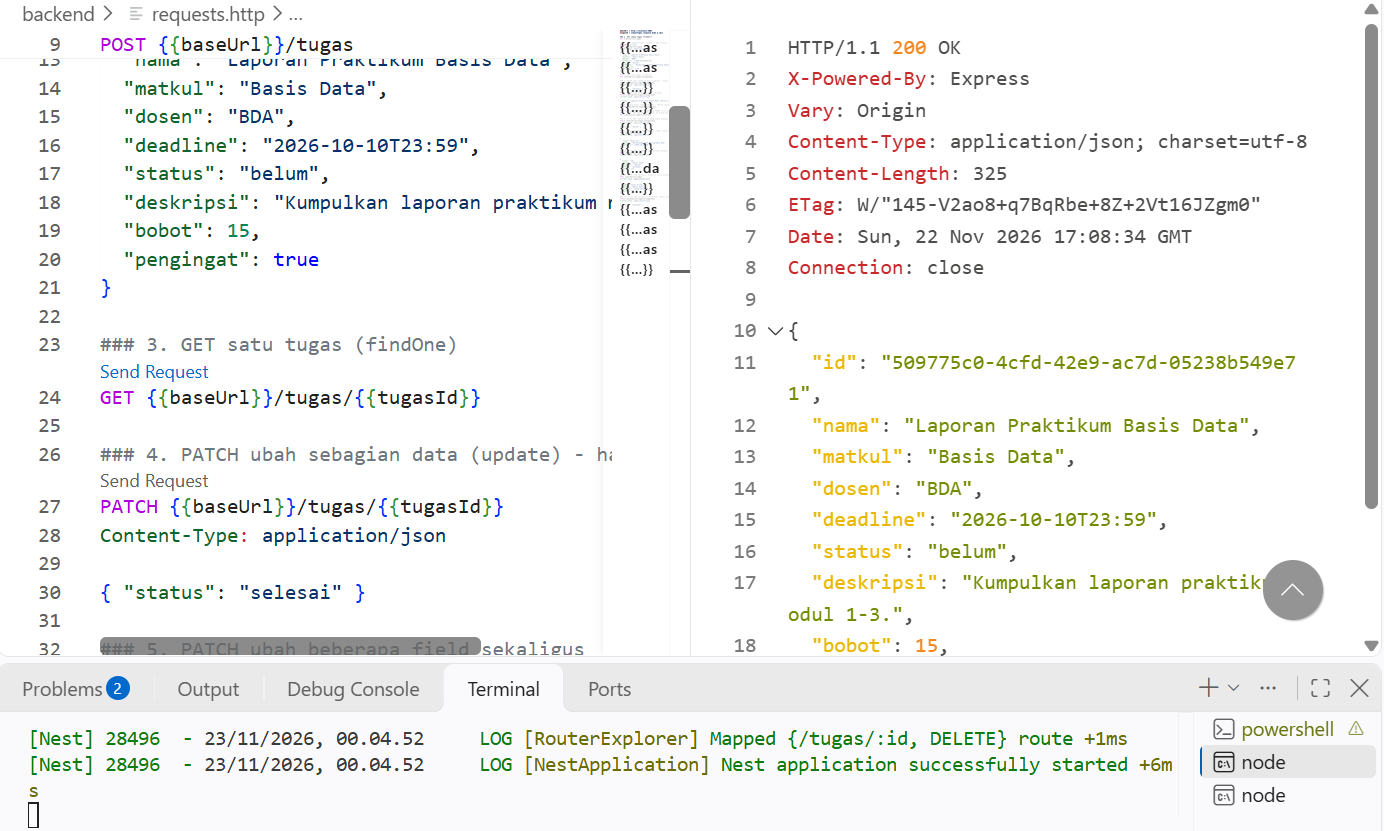 backend > requests.http > ...
9 POST {{baseUrl}}/tugas
13 "nama": "Laporan Praktikum Basis Data",
14 "matkul": "Basis Data",
15 "dosen": "BDA",
16 "deadline": "2026-10-10T23:59",
17 "status": "belum",
18 "deskripsi": "Kumpulkan laporan praktikum
19 "bobot": 15,
20 "pengingat": true
21 }
22
23 ### 3. GET satu tugas (findOne)
Send Request
24 GET {{baseUrl}}/tugas/{{tugasId}}
25
26 ### 4. PATCH ubah sebagian data (update) - ha
Send Request
27 PATCH {{baseUrl}}/tugas/{{tugasId}}
28 Content-Type: application/json
29
30 { "status": "selesai" }
31
32 ### 5. PATCH ubah beberapa field sekaligus
{{...as
{{...as
{{...}}
{{...}}
{{...}}
{{...}}
{{...da
{{...}}
{{...as
{{...as
{{...as
{{...}}
1 HTTP/1.1 200 OK
2 X-Powered-By: Express
3 Vary: Origin
4 Content-Type: application/json; charset=utf-8
5 Content-Length: 325
6 ETag: W/"145-V2ao8+q7BqRbe+8Z+2Vt16JZgm0"
7 Date: Sun, 22 Nov 2026 17:08:34 GMT
8 Connection: close
9
10 {
11 "id": "509775c0-4cfd-42e9-ac7d-05238b549e7
1",
12 "nama": "Laporan Praktikum Basis Data",
13 "matkul": "Basis Data",
14 "dosen": "BDA",
15 "deadline": "2026-10-10T23:59",
16 "status": "belum",
17 "deskripsi": "Kumpulkan laporan praktik
odul 1-3.",
18 "bobot": 15,
Problems 2 Output Debug Console Terminal Ports
[Nest] 28496 - 23/11/2026, 00.04.52 LOG [RouterExplorer] Mapped {/tugas/:id, DELETE} route +1ms
[Nest] 28496 - 23/11/2026, 00.04.52 LOG [NestApplication] Nest application successfully started +6m
s
powershell
node
node